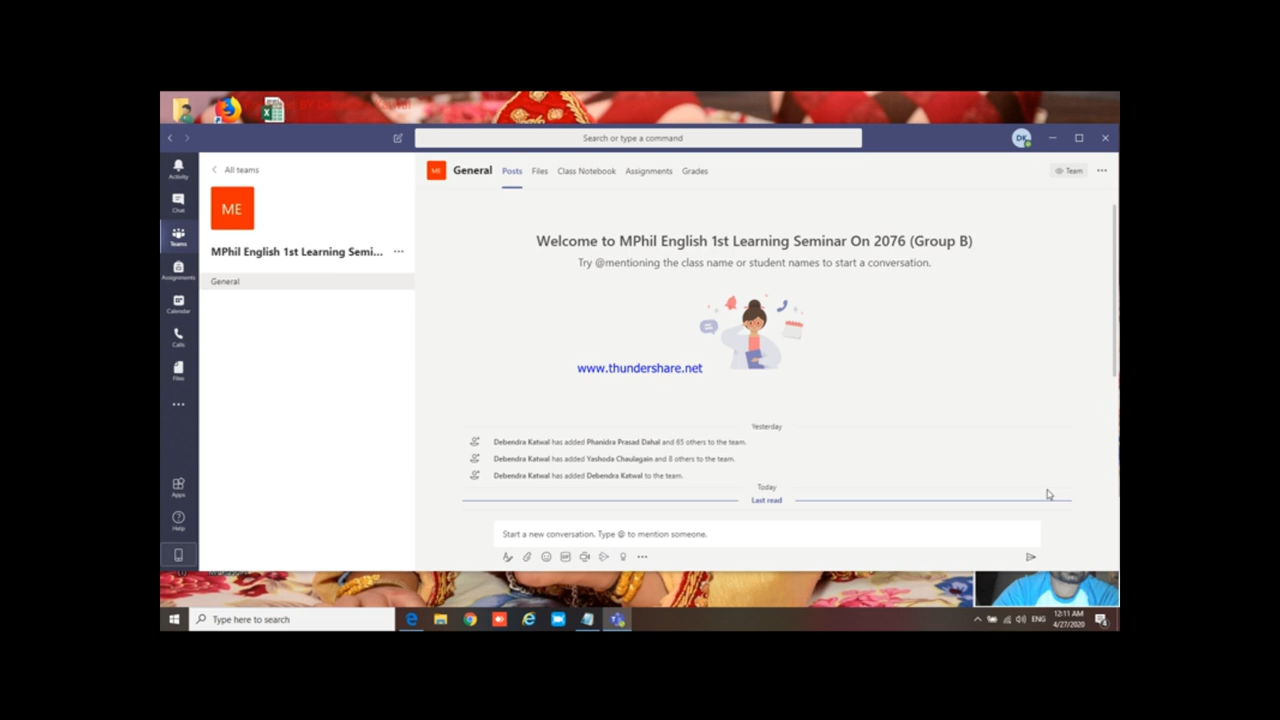 Search or type a command
DK
Activity
Chat
Teams
Assignments
Calendar
Calls
Files
Apps
Help
All teams
ME
MPhil English 1st Learning Semi...
General
ME General Posts Files Class Notebook Assignments Grades
Team
Welcome to MPhil English 1st Learning Seminar On 2076 (Group B)
Try @mentioning the class name or student names to start a conversation.
www.thundershare.net
Yesterday
Debendra Katwal has added Phanidra Prasad Dahal and 65 others to the team.
Debendra Katwal has added Yashoda Chaulagain and 8 others to the team.
Debendra Katwal has added Debendra Katwal to the team.
Today
Last read
Start a new conversation. Type @ to mention someone.
Type here to search
ENG
12:11 AM
4/27/2020